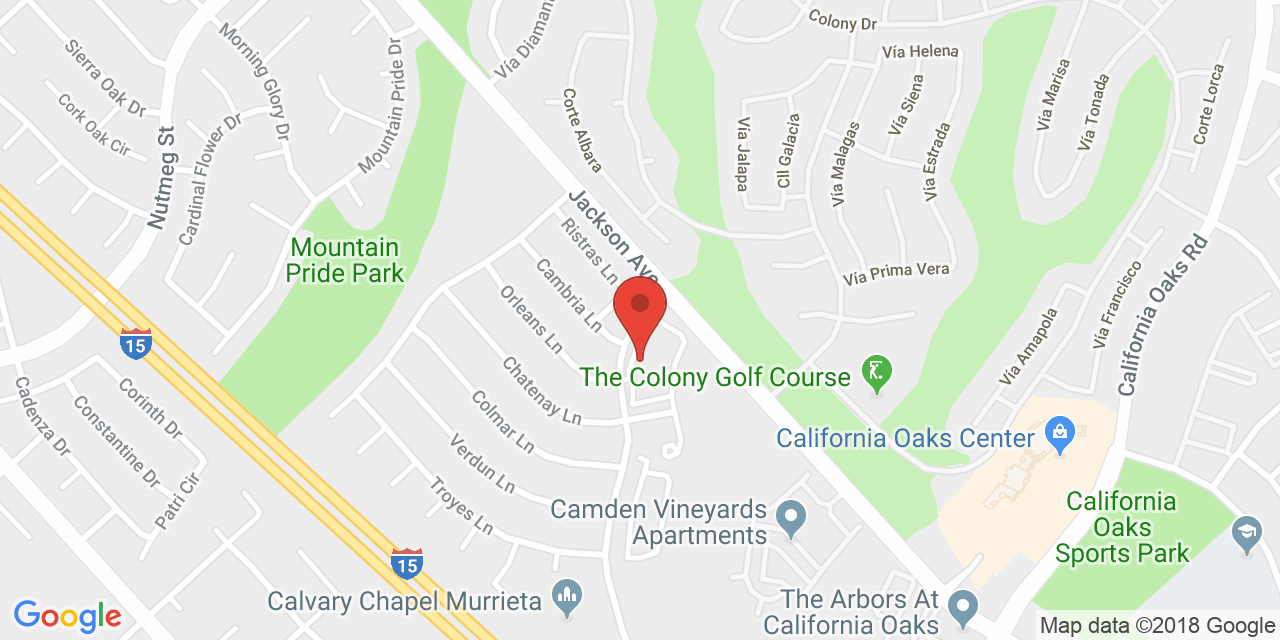 Colony Dr
Vía Diaman
Vía Helena
Sierra Oak Dr
Morning Glory Dr
Mountain Pride Dr
Vía Marisa
Vía Tonada
Corte Lorca
Vía Siena
Cork Oak Cir
Cardinal Flower Dr
Corte Albara
Vía Jalapa
Cll Galacía
Vía Malagas
Vía Estrada
Nutmeg St
Jackson Ave
Ristras Ln
Mountain
Pride Park
Cambria Ln
Orleans Ln
Vía Prima Vera
Vía Francisco
California Oaks Rd
Vía Amapola
15
Chatenay Ln
The Colony Golf Course
Colmar Ln
Cadenza Dr
Constantine Dr
Corinth Dr
Patri Cir
Verdun Ln
Troyes Ln
California Oaks Center
Camden Vineyards
Apartments
California
Oaks
Sports Park
15
Calvary Chapel Murrieta
The Arbors At
California Oaks
Google
Map data ©2018 Google